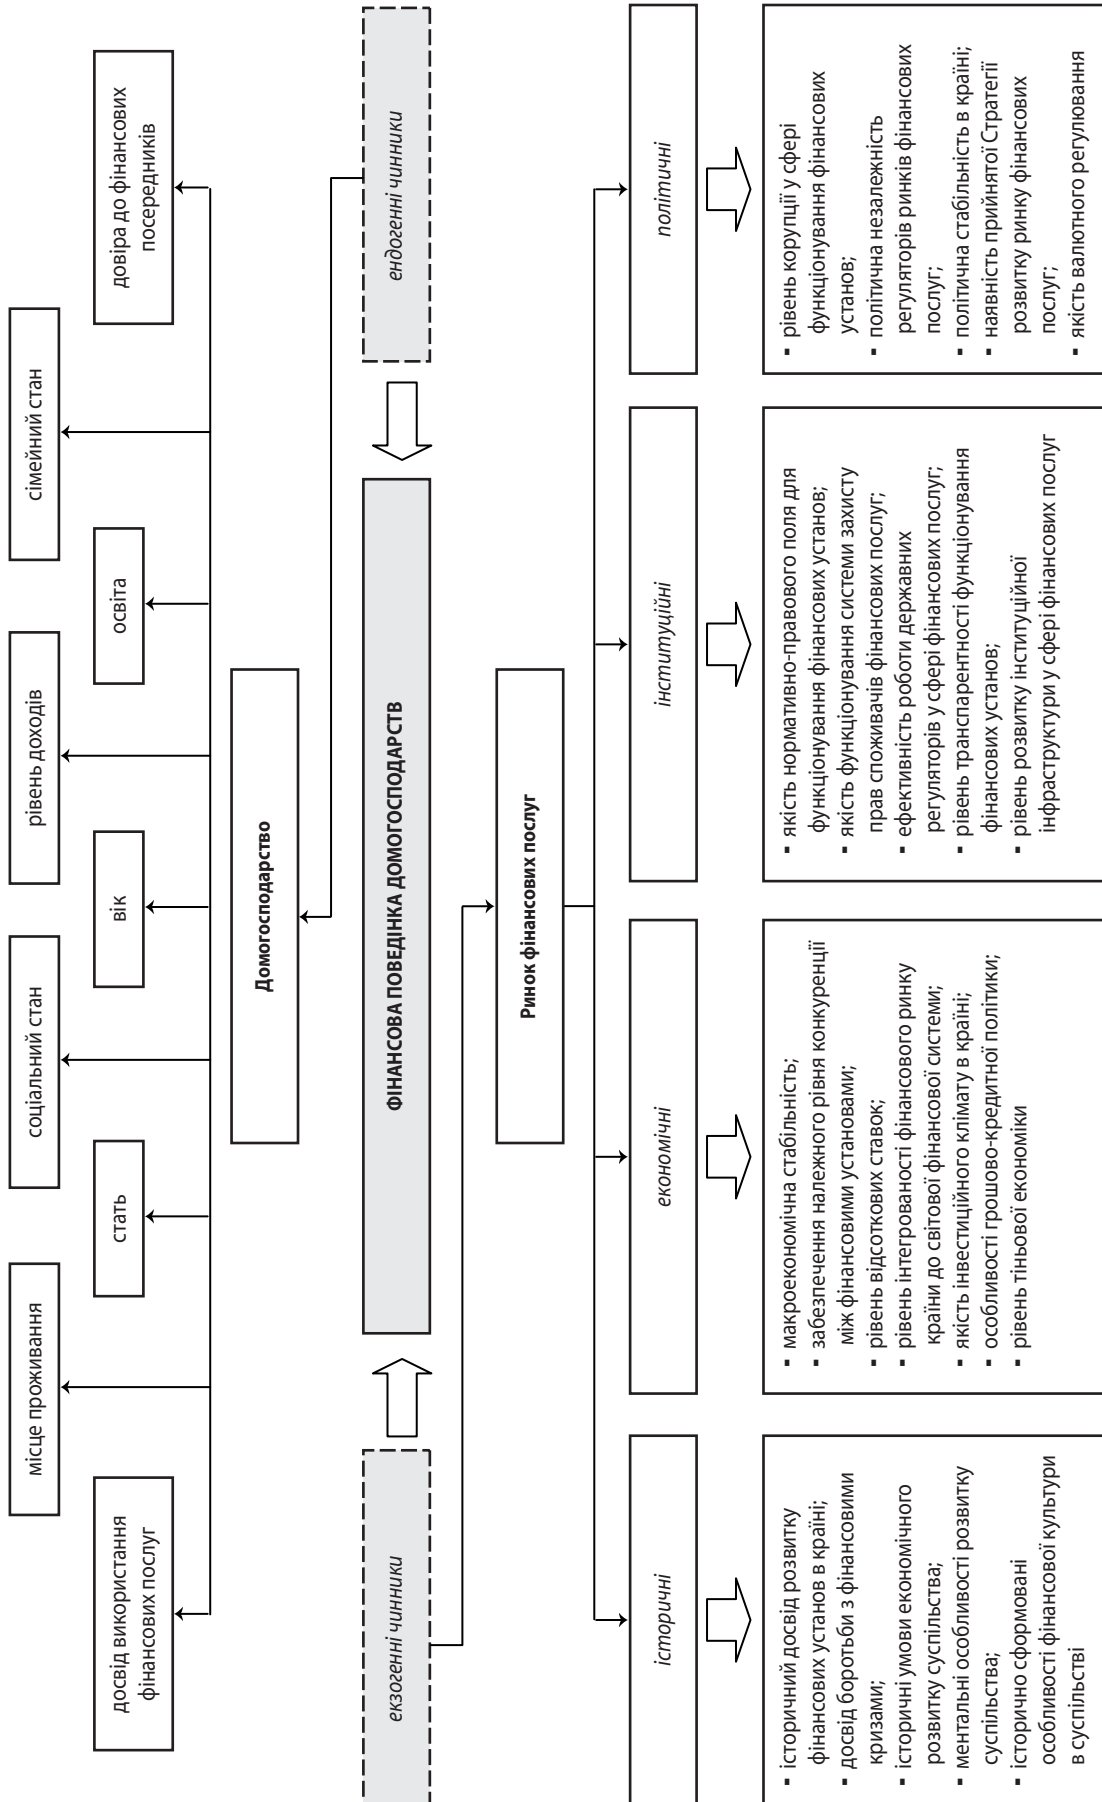 місце проживання
соціальний стан
рівень доходів
сімейний стан
досвід використання
фінансових послуг
стать
вік
освіта
довіра до фінансових
посередників
Домогосподарство
екзогенні чинники
ФІНАНСОВА ПОВЕДІНКА ДОМОГОСПОДАРСТВ
ендогенні чинники
Ринок фінансових послуг
історичні
економічні
інституційні
політичні
▪ історичний досвід розвитку
фінансових установ в країні;
▪ досвід боротьби з фінансовими
кризами;
▪ історичні умови економічного
розвитку суспільства;
▪ ментальні особливості розвитку
суспільства;
▪ історично сформовані
особливості фінансової культури
в суспільстві
▪ макроекономічна стабільність;
▪ забезпечення належного рівня конкуренції
між фінансовими установами;
▪ рівень відсоткових ставок;
▪ рівень інтегрованості фінансового ринку
країни до світової фінансової системи;
▪ якість інвестиційного клімату в країні;
▪ особливості грошово-кредитної політики;
▪ рівень тіньової економіки
▪ якість нормативно-правового поля для
функціонування фінансових установ;
▪ якість функціонування системи захисту
прав споживачів фінансових послуг;
▪ ефективність роботи державних
регуляторів у сфері фінансових послуг;
▪ рівень транспарентності функціонування
фінансових установ;
▪ рівень розвитку інституційної
інфраструктури у сфері фінансових послуг
▪ рівень корупції у сфері
функціонування фінансових
установ;
▪ політична незалежність
регуляторів ринків фінансових
послуг;
▪ політична стабільність в країні;
▪ наявність прийнятої Стратегії
розвитку ринку фінансових
послуг;
▪ якість валютного регулювання